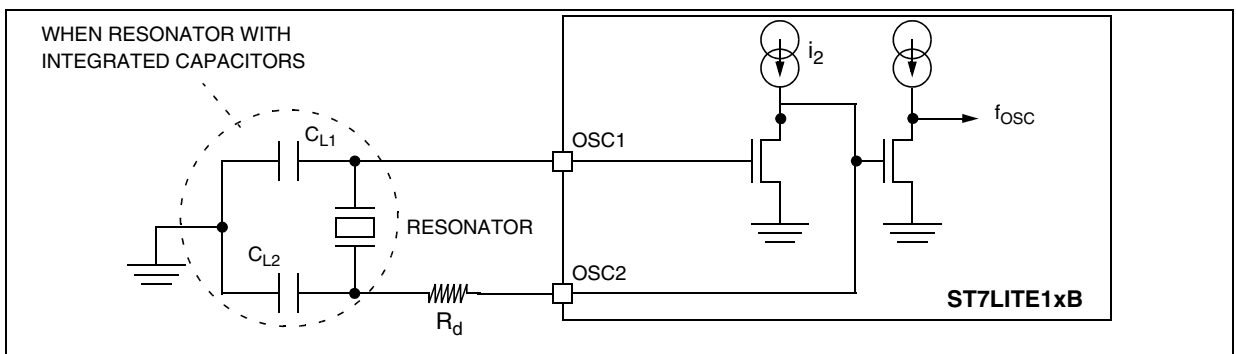 WHEN RESONATOR WITH
INTEGRATED CAPACITORS
CL1
OSC1
i2
fOSC
RESONATOR
CL2
OSC2
Rd
ST7LITE1xB